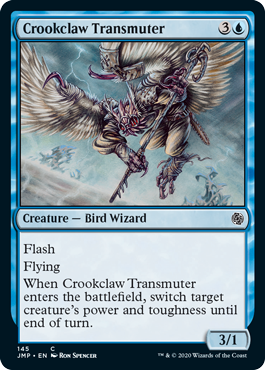 Crookclaw Transmuter 3
Creature — Bird Wizard
Flash
Flying
When Crookclaw Transmuter
enters the battlefield, switch target
creature's power and toughness until
end of turn.
3/1
145 C
JMP • EN Ron Spencer
™ & © 2020 Wizards of the Coast